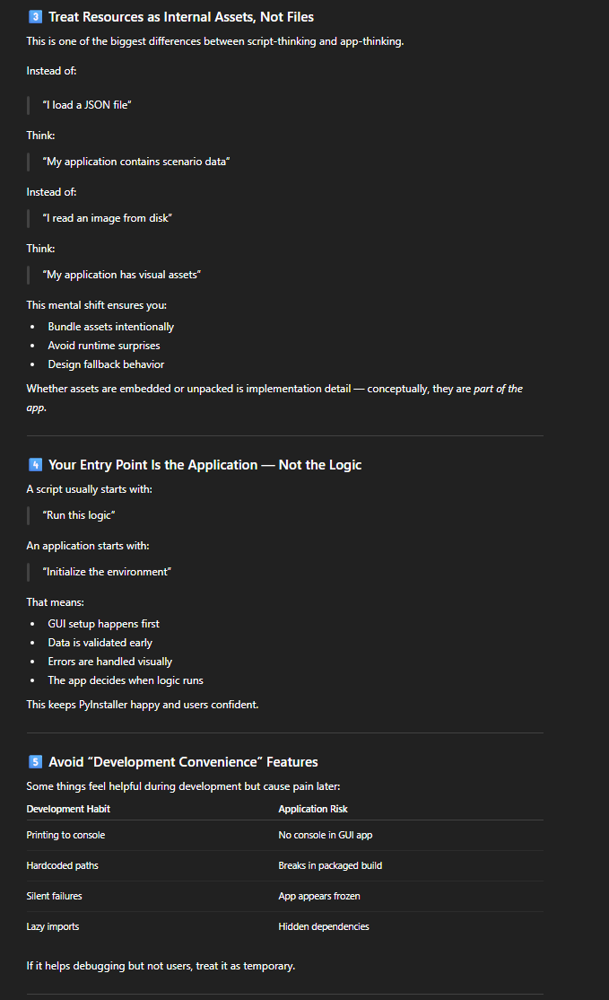 3 Treat Resources as Internal Assets, Not Files
This is one of the biggest differences between script-thinking and app-thinking.
Instead of:
“I load a JSON file”
Think:
“My application contains scenario data”
Instead of:
“I read an image from disk”
Think:
“My application has visual assets”
This mental shift ensures you:
• Bundle assets intentionally
• Avoid runtime surprises
• Design fallback behavior
Whether assets are embedded or unpacked is implementation detail — conceptually, they are part of the
app.
4 Your Entry Point Is the Application — Not the Logic
A script usually starts with:
“Run this logic”
An application starts with:
“Initialize the environment”
That means:
• GUI setup happens first
• Data is validated early
• Errors are handled visually
• The app decides when logic runs
This keeps PyInstaller happy and users confident.
5 Avoid “Development Convenience” Features
Some things feel helpful during development but cause pain later:
Development Habit Application Risk
Printing to console No console in GUI app
Hardcoded paths Breaks in packaged build
Silent failures App appears frozen
Lazy imports Hidden dependencies
If it helps debugging but not users, treat it as temporary.